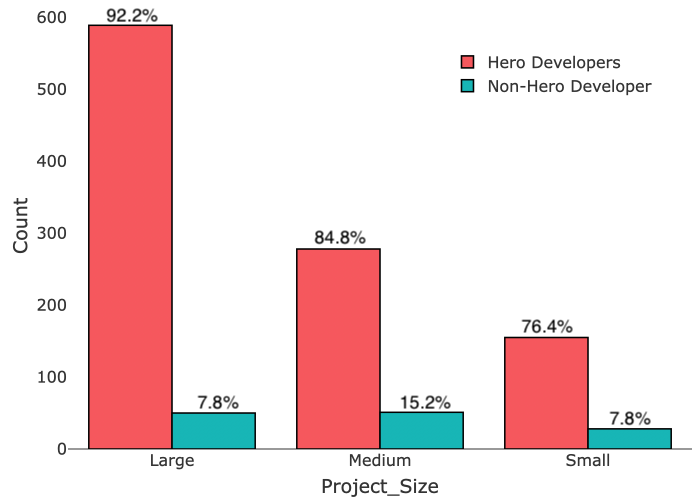 600
500
400
300
200
100
0
Count
92.2%
7.8%
84.8%
15.2%
76.4%
7.8%
Hero Developers
Non-Hero Developer
Large
Medium
Small
Project_Size